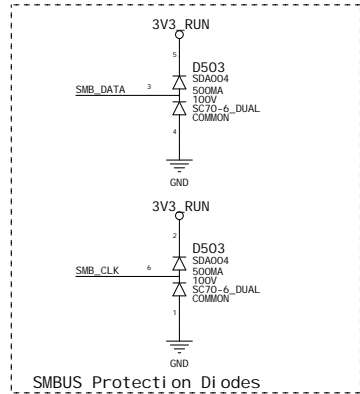 3V3_RUN
5
D503
SDA004
500MA
100V
SC70-6_DUAL
COMMON
SMB_DATA
3
4
GND
3V3_RUN
2
D503
SDA004
500MA
100V
SC70-6_DUAL
COMMON
SMB_CLK
6
1
GND
SMBUS Protection Diodes